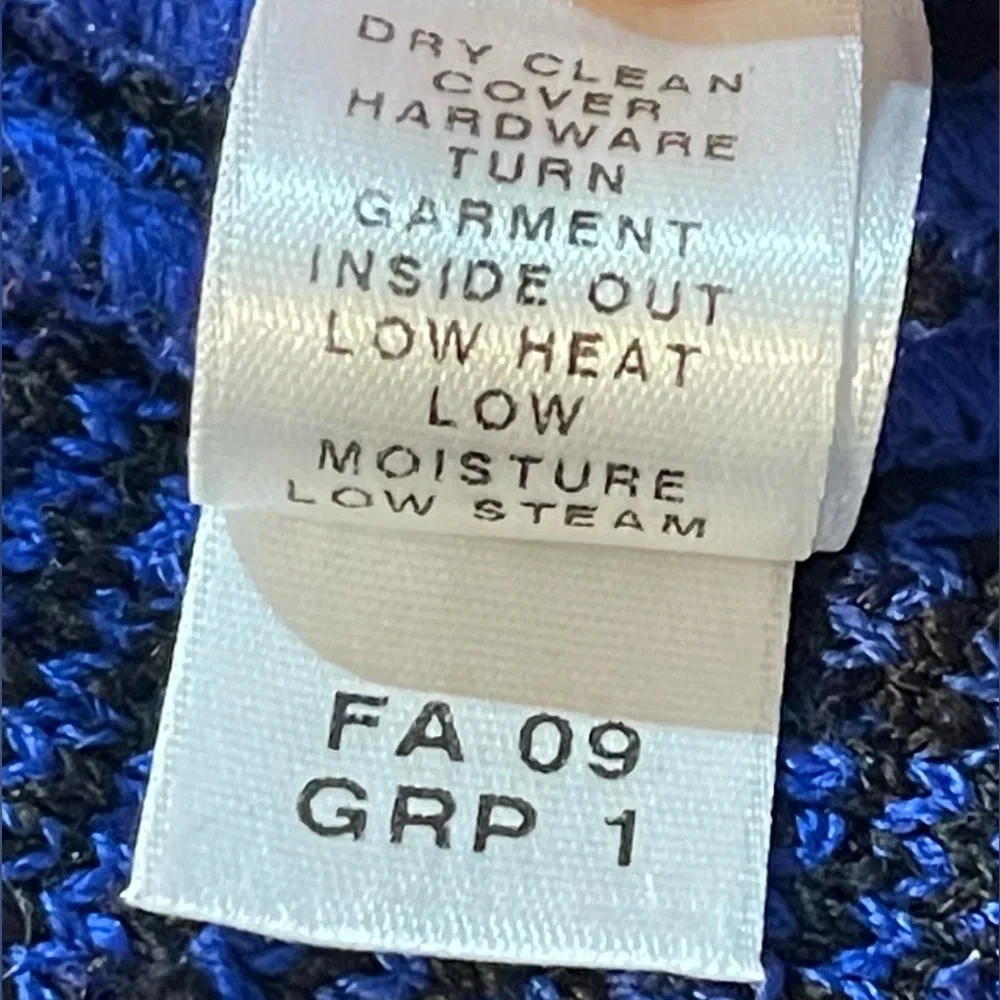 DRY CLEAN
COVER
HARDWARE
TURN
GARMENT
INSIDE OUT
LOW HEAT
LOW
MOISTURE
LOW STEAM
FA 09
GRP 1